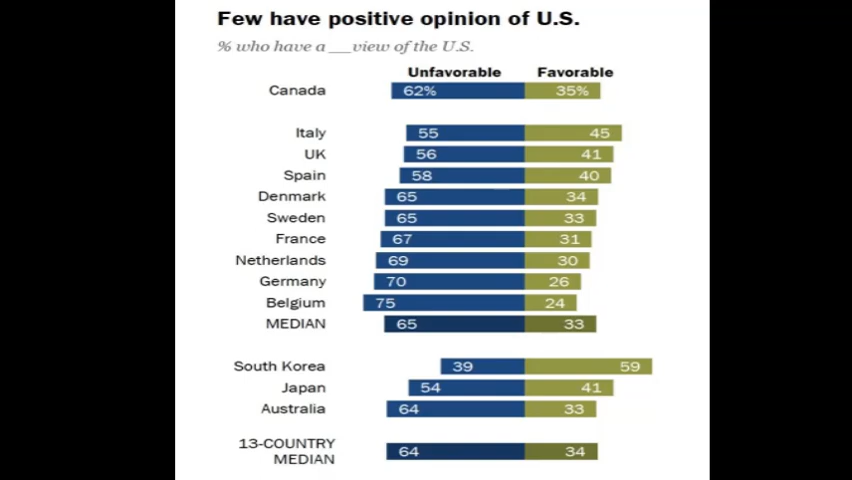 Few have positive opinion of U.S.
% who have a __view of the U.S.
Unfavorable Favorable
Canada 62% 35%
Italy 55 45
UK 56 41
Spain 58 40
Denmark 65 34
Sweden 65 33
France 67 31
Netherlands 69 30
Germany 70 26
Belgium 75 24
MEDIAN 65 33
South Korea 39 59
Japan 54 41
Australia 64 33
13-COUNTRY
MEDIAN 64 34